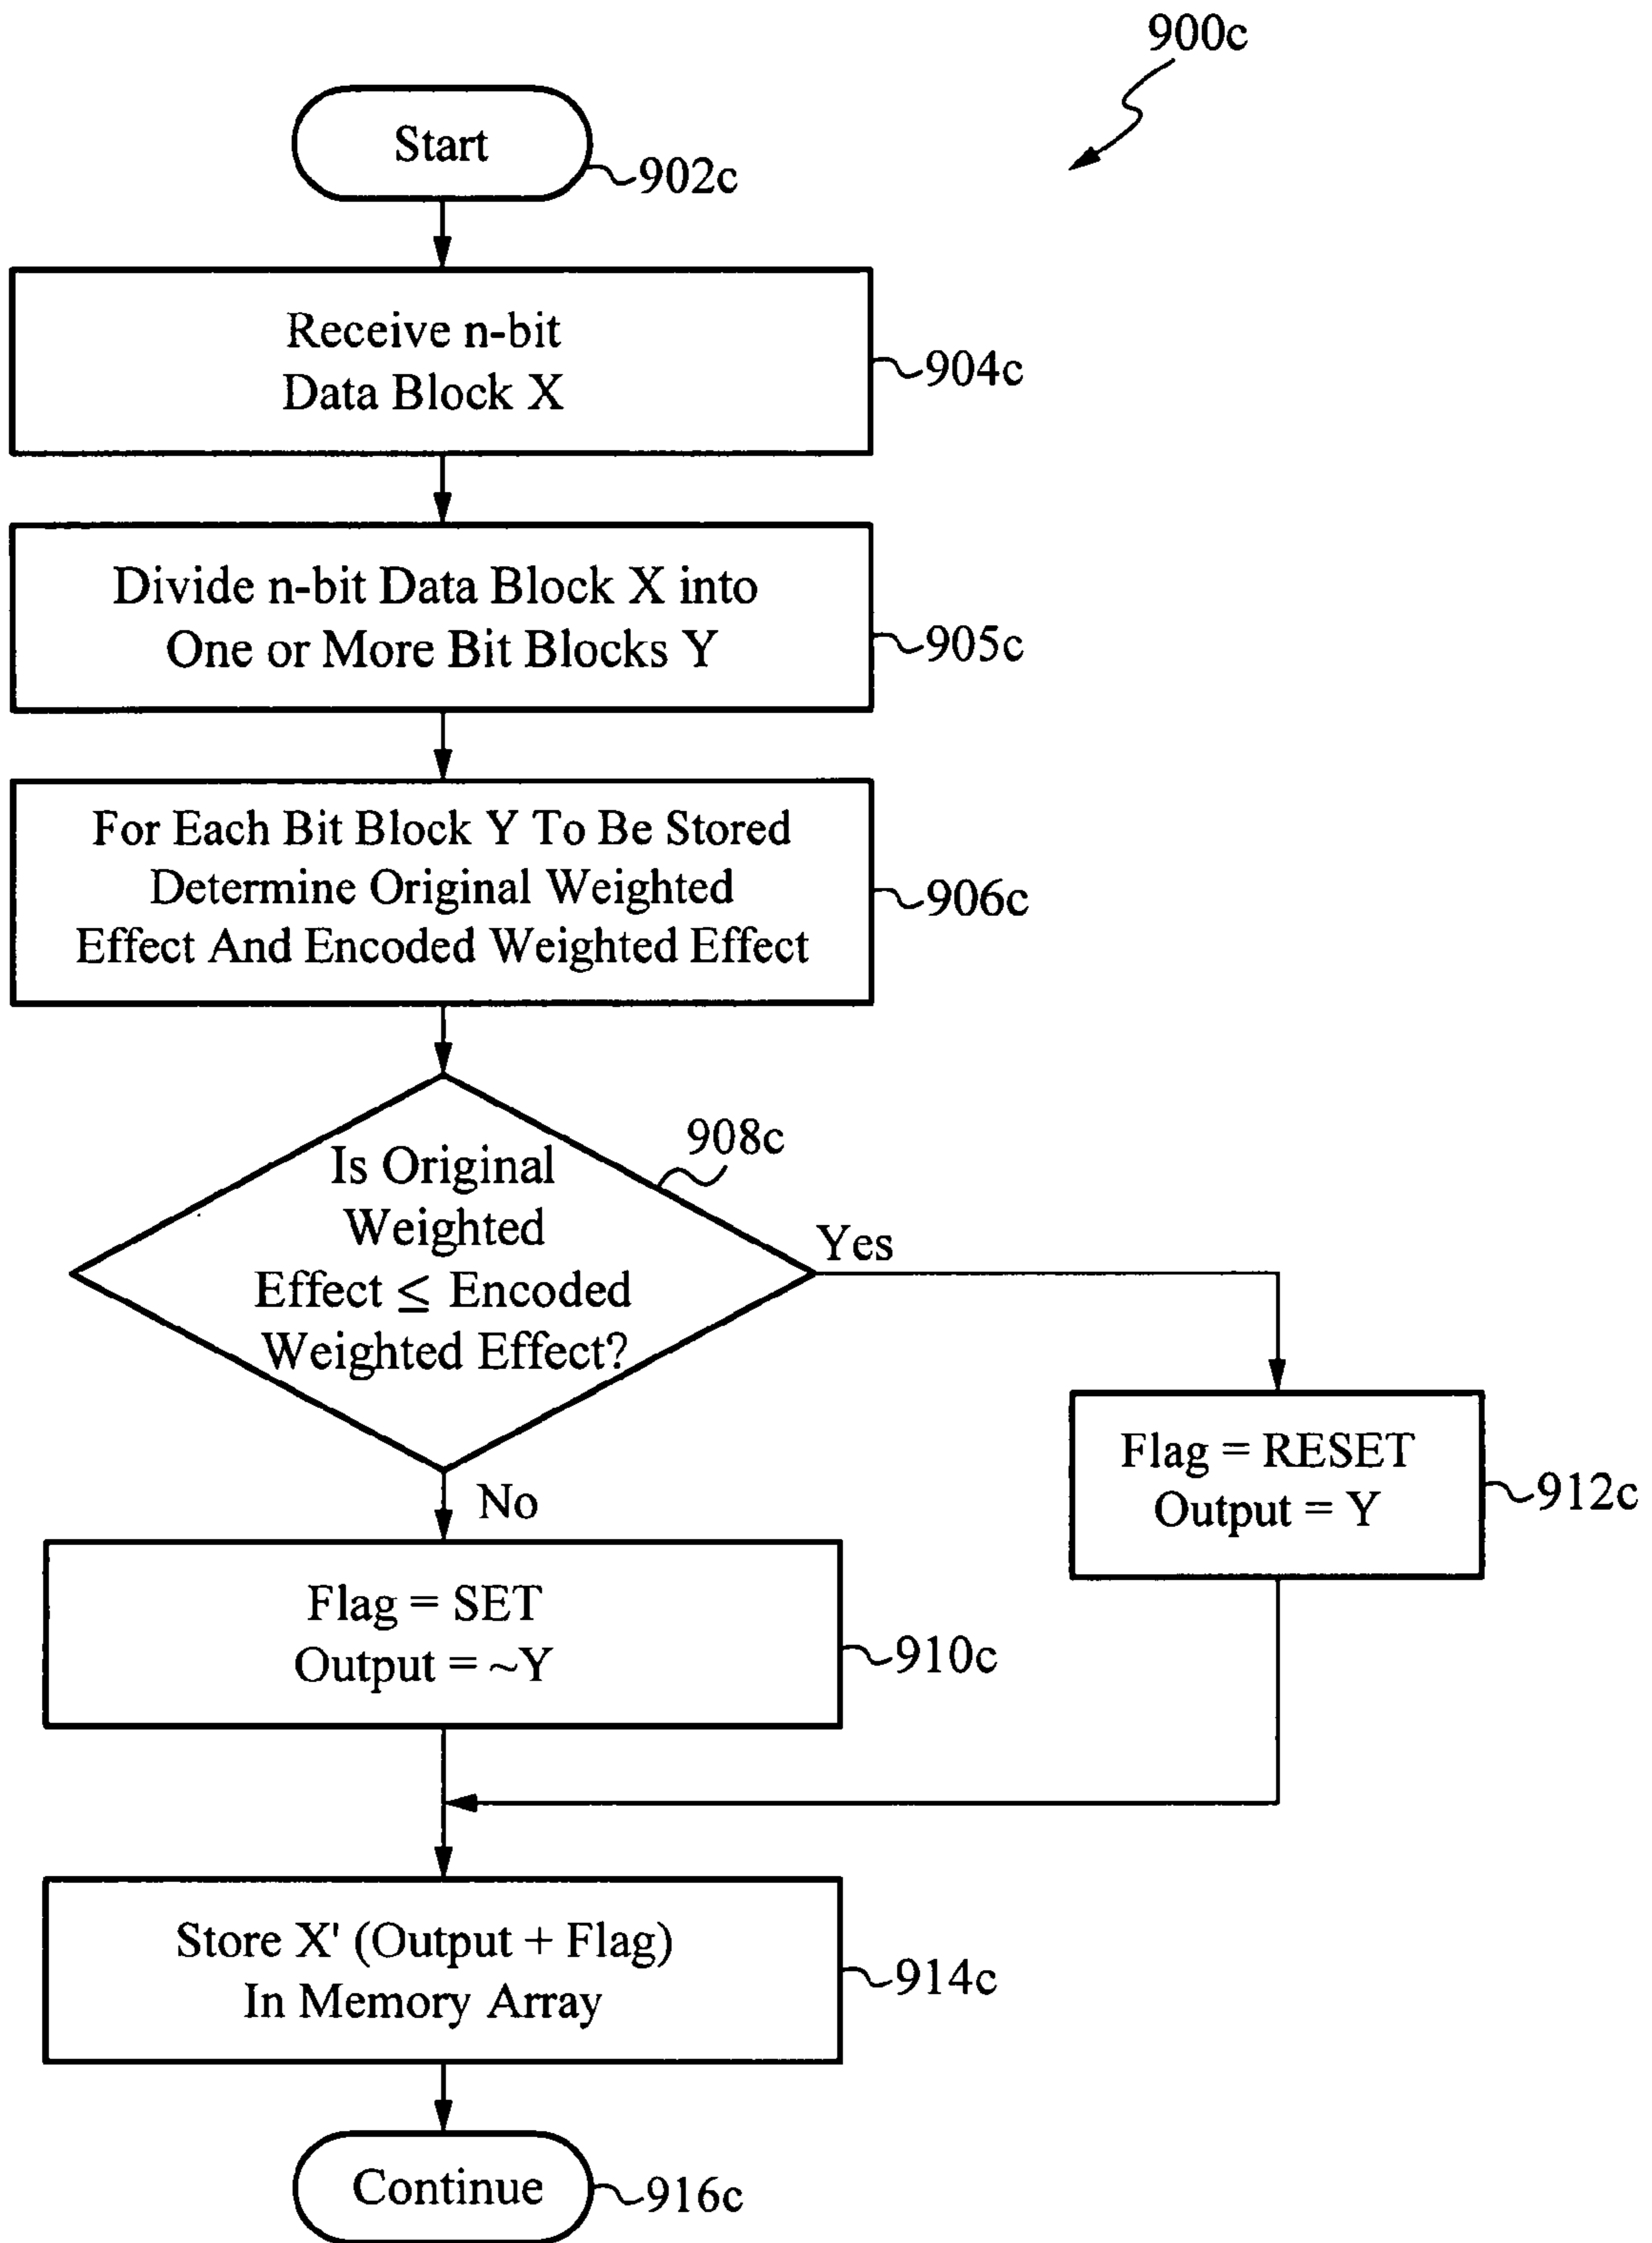 900c
Start
902c
Receive n-bit
Data Block X
904c
Divide n-bit Data Block X into
One or More Bit Blocks Y
905c
For Each Bit Block Y To Be Stored
Determine Original Weighted
Effect And Encoded Weighted Effect
906c
908c
Is Original
Weighted
Effect ≤ Encoded
Weighted Effect?
Yes
No
Flag = RESET
Output = Y
912c
Flag = SET
Output = ~Y
910c
Store X' (Output + Flag)
In Memory Array
914c
Continue
916c